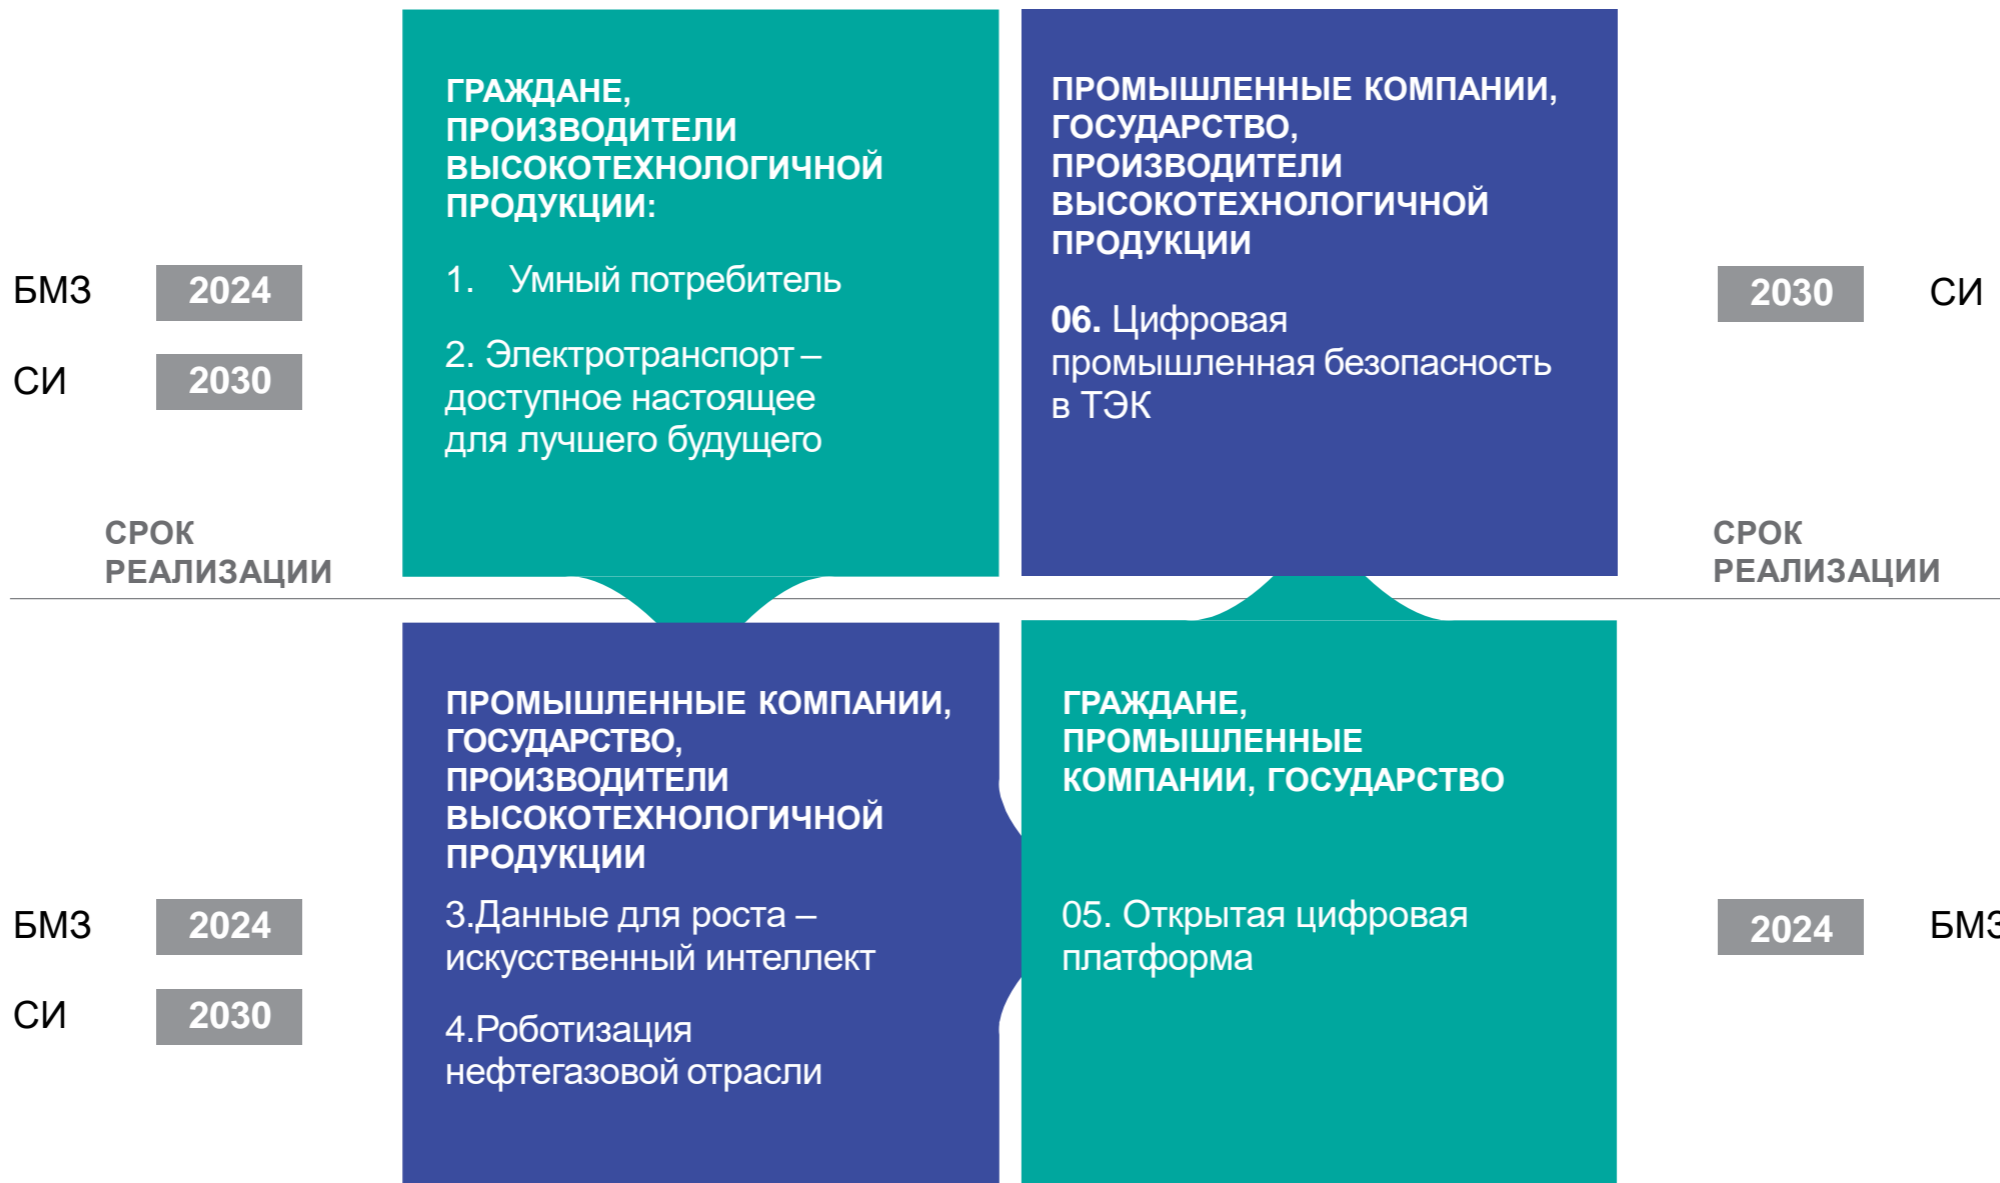 ГРАЖДАНЕ,
ПРОИЗВОДИТЕЛИ
ВЫСОКОТЕХНОЛОГИЧНОЙ
ПРОДУКЦИИ:
БМЗ 2024
1. Умный потребитель
СИ 2030
2. Электротранспорт –
доступное настоящее
для лучшего будущего
СРОК
РЕАЛИЗАЦИИ
ПРОМЫШЛЕННЫЕ КОМПАНИИ,
ГОСУДАРСТВО,
ПРОИЗВОДИТЕЛИ
ВЫСОКОТЕХНОЛОГИЧНОЙ
ПРОДУКЦИИ
2030 СИ
06. Цифровая
промышленная безопасность
в ТЭК
СРОК
РЕАЛИЗАЦИИ
ПРОМЫШЛЕННЫЕ КОМПАНИИ,
ГОСУДАРСТВО,
ПРОИЗВОДИТЕЛИ
ВЫСОКОТЕХНОЛОГИЧНОЙ
ПРОДУКЦИИ
БМЗ 2024
3.Данные для роста –
искусственный интеллект
СИ 2030
4.Роботизация
нефтегазовой отрасли
ГРАЖДАНЕ,
ПРОМЫШЛЕННЫЕ
КОМПАНИИ, ГОСУДАРСТВО
05. Открытая цифровая
платформа
2024 БМЗ